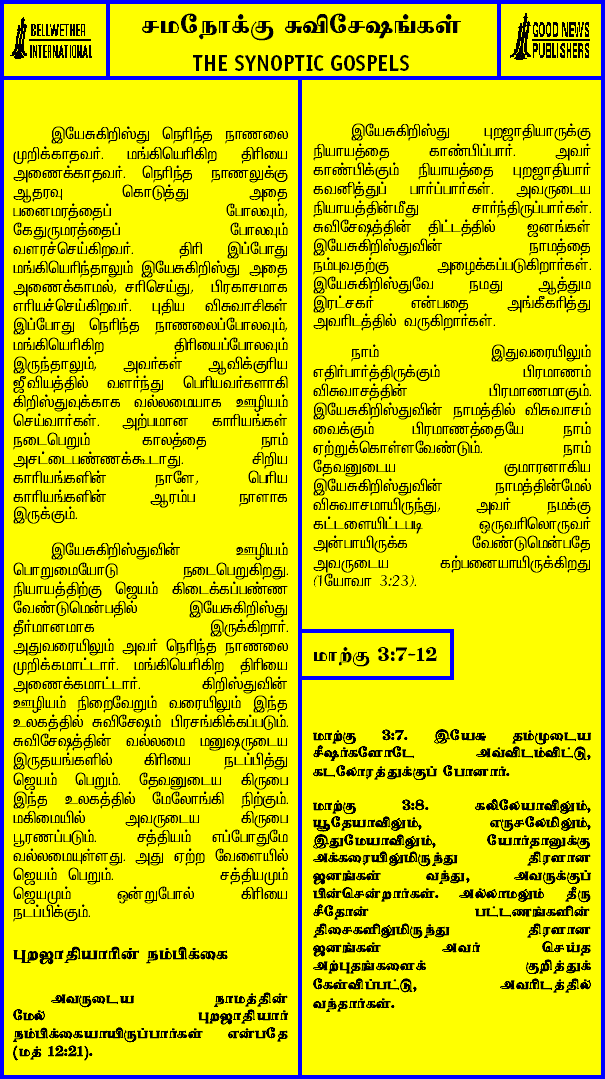 BELLWETHER
INTERNATIONAL
சமநோக்கு சுவிசேஷங்கள்
THE SYNOPTIC GOSPELS
GOOD NEWS
PUBLISHERS
இயேசுகிறிஸ்து நெரிந்த நாணலை
முறிக்காதவர். மங்கியெரிகிற திரியை
அணைக்காதவர். நெரிந்த நாணலுக்கு
ஆதரவு கொடுத்து அதை
பனைமரத்தைப் போலவும்,
கேதுருமரத்தைப் போலவும்
வளரச்செய்கிறவர். திரி இப்போது
மங்கியெரிந்தாலும் இயேசுகிறிஸ்து அதை
அணைக்காமல், சரிசெய்து, பிரகாசமாக
எரியச்செய்கிறவர். புதிய விசுவாசிகள்
இப்போது நெரிந்த நாணலைப்போலவும்,
மங்கியெரிகிற திரியைப்போலவும்
இருந்தாலும், அவர்கள் ஆவிக்குரிய
ஜீவியத்தில் வளர்ந்து பெரியவர்களாகி
கிறிஸ்துவுக்காக வல்லமையாக ஊழியம்
செய்வார்கள். அற்பமான காரியங்கள்
நடைபெறும் காலத்தை நாம்
அசட்டைபண்ணக்கூடாது. சிறிய
காரியங்களின் நாளே, பெரிய
காரியங்களின் ஆரம்ப நாளாக
இருக்கும்.
இயேசுகிறிஸ்துவின் ஊழியம்
பொறுமையோடு நடைபெறுகிறது.
நியாயத்திற்கு ஜெயம் கிடைக்கப்பண்ண
வேண்டுமென்பதில் இயேசுகிறிஸ்து
தீர்மானமாக இருக்கிறார்.
அதுவரையிலும் அவர் நெரிந்த நாணலை
முறிக்கமாட்டார். மங்கியெரிகிற திரியை
அணைக்கமாட்டார். கிறிஸ்துவின்
ஊழியம் நிறைவேறும் வரையிலும் இந்த
உலகத்தில் சுவிசேஷம் பிரசங்கிக்கப்படும்.
சுவிசேஷத்தின் வல்லமை மனுஷருடைய
இருதயங்களில் கிரியை நடப்பித்து
ஜெயம் பெறும். தேவனுடைய கிருபை
இந்த உலகத்தில் மேலோங்கி நிற்கும்.
மகிமையில் அவருடைய கிருபை
பூரணப்படும். சத்தியம் எப்போதுமே
வல்லமையுள்ளது. அது ஏற்ற வேளையில்
ஜெயம் பெறும். சத்தியமும்
ஜெயமும் ஒன்றுபோல் கிரியை
நடப்பிக்கும்.
புறஜாதியாரின் நம்பிக்கை
அவருடைய நாமத்தின்
மேல் புறஜாதியார்
நம்பிக்கையாயிருப்பார்கள் என்பதே
(மத் 12:21).
இயேசுகிறிஸ்து புறஜாதியாருக்கு
நியாயத்தை காண்பிப்பார். அவர்
காண்பிக்கும் நியாயத்தை புறஜாதியார்
கவனித்துப் பார்ப்பார்கள். அவருடைய
நியாயத்தின்மீது சார்ந்திருப்பார்கள்.
சுவிசேஷத்தின் திட்டத்தில் ஜனங்கள்
இயேசுகிறிஸ்துவின் நாமத்தை
நம்புவதற்கு அழைக்கப்படுகிறார்கள்.
இயேசுகிறிஸ்துவே நமது ஆத்தும
இரட்சகர் என்பதை அங்கீகரித்து
அவரிடத்தில் வருகிறார்கள்.
நாம் இதுவரையிலும்
எதிர்பார்த்திருக்கும் பிரமாணம்
விசுவாசத்தின் பிரமாணமாகும்.
இயேசுகிறிஸ்துவின் நாமத்தில் விசுவாசம்
வைக்கும் பிரமாணத்தையே நாம்
ஏற்றுக்கொள்ளவேண்டும். நாம்
தேவனுடைய குமாரனாகிய
இயேசுகிறிஸ்துவின் நாமத்தின்மேல்
விசுவாசமாயிருந்து, அவர் நமக்கு
கட்டளையிட்டபடி ஒருவரிலொருவர்
அன்பாயிருக்க வேண்டுமென்பதே
அவருடைய கற்பனையாயிருக்கிறது
(1யோவா 3:23).
மாற்கு 3:7-12
மாற்கு 3:7. இயேசு தம்முடைய
சீஷர்களோடே அவ்விடம்விட்டு,
கடலோரத்துக்குப் போனார்.
மாற்கு 3:8. கலிலேயாவிலும்,
யூதேயாவிலும், எருசலேமிலும்,
இதுமேயாவிலும், யோர்தானுக்கு
அக்கரையிலுமிருந்து திரளான
ஜனங்கள் வந்து, அவருக்குப்
பின்சென்றார்கள். அல்லாமலும் தீரு
சீதோன் பட்டணங்களின்
திசைகளிலுமிருந்து திரளான
ஜனங்கள் அவர் செய்த
அற்புதங்களைக் குறித்துக்
கேள்விப்பட்டு, அவரிடத்தில்
வந்தார்கள்.